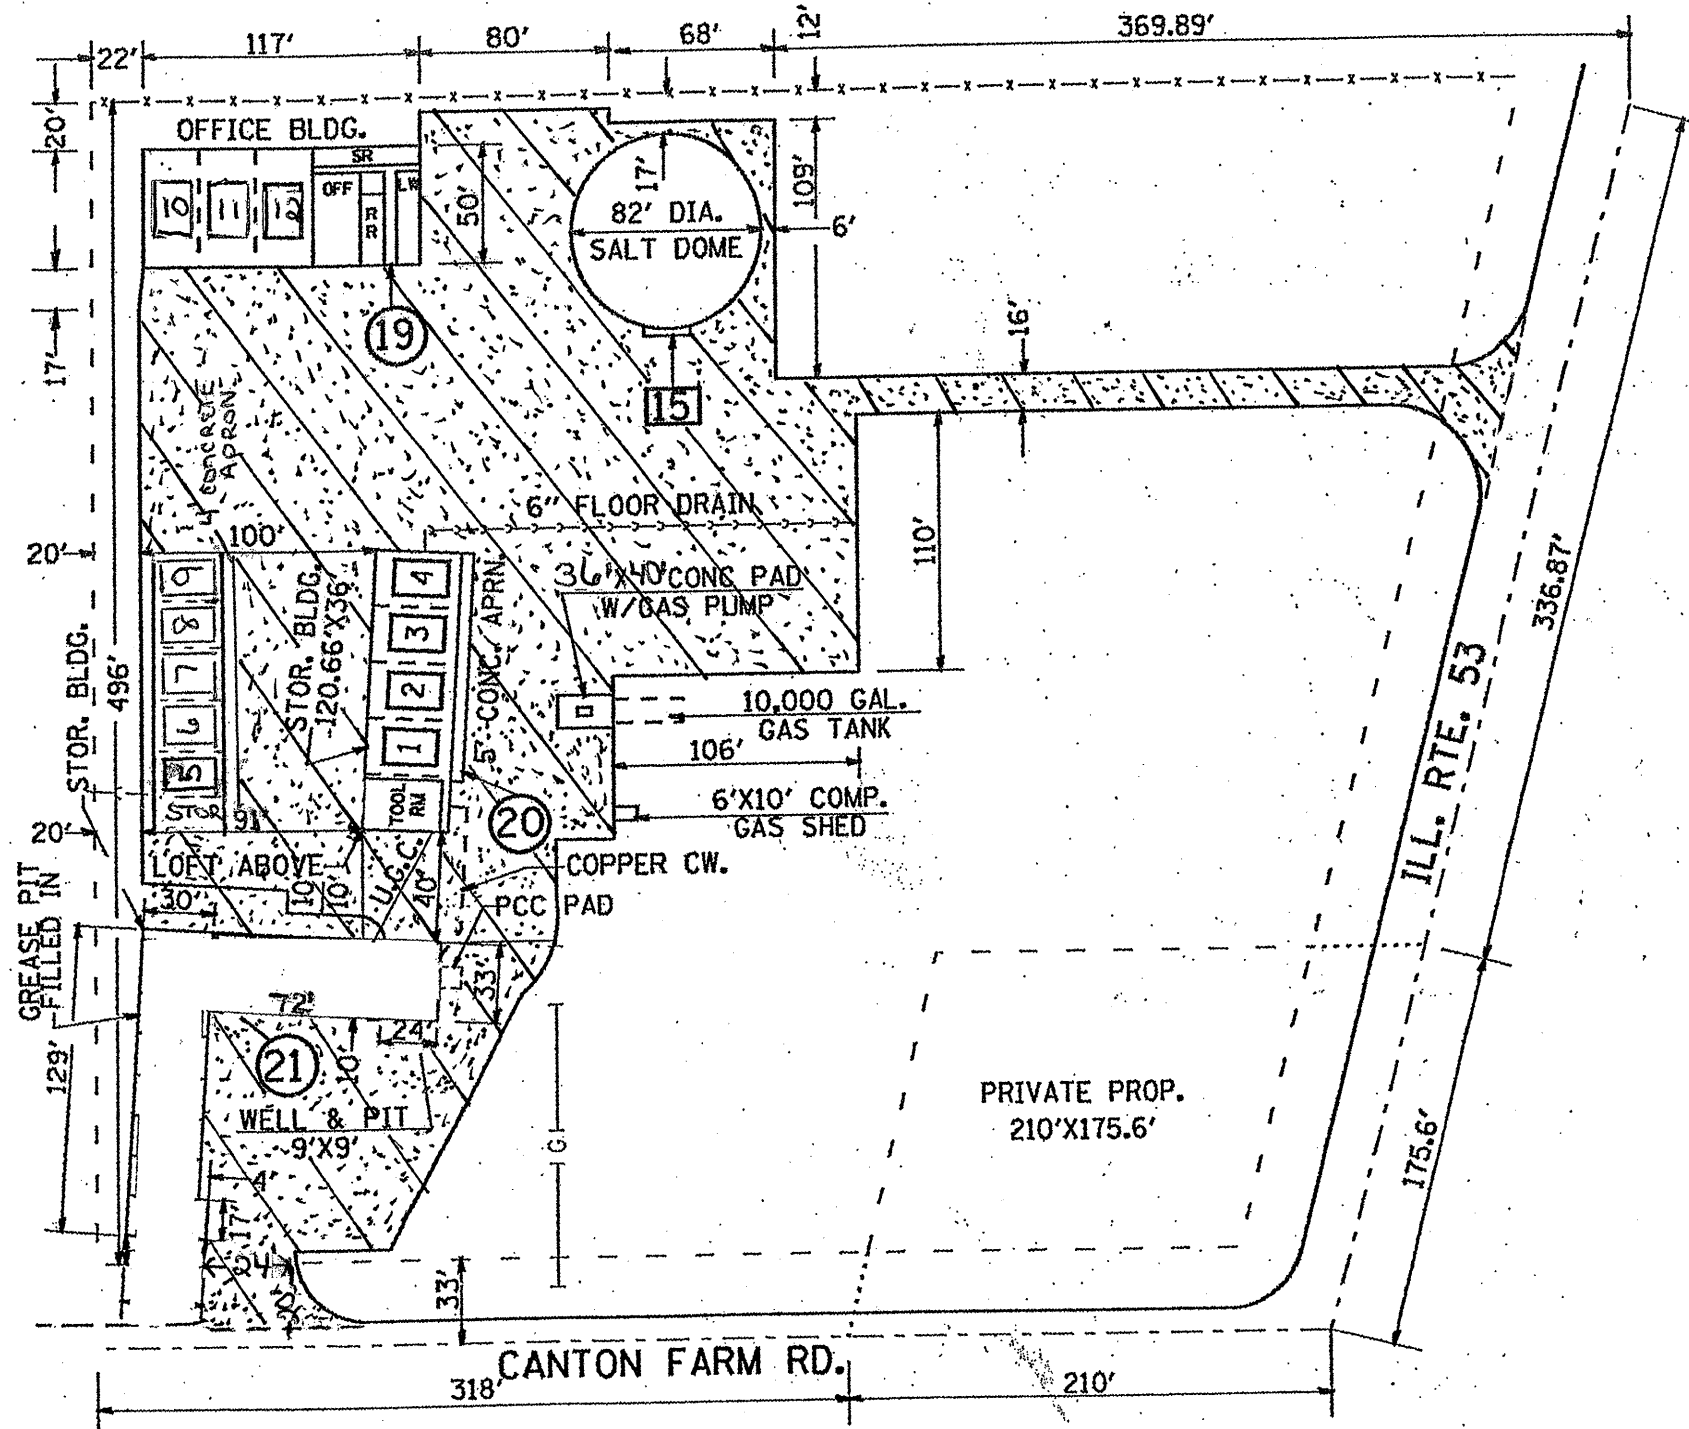 22'
117'
80'
68'
12'
369.89'
20'
OFFICE BLDG.
SR
OFF
LW
R
R
10
11
12
50'
17'
82' DIA.
SALT DOME
109'
6'
17'
19
15
16'
4' CONCRETE
APRON
6" FLOOR DRAIN
110'
20'
100'
9
8
7
6
5
STOR
STOR. BLDG.
120.66'X36'
4
3
2
1
TOOL
RM
5' CONC. APRN.
36'X40' CONC PAD
W/GAS PUMP
10,000 GAL.
GAS TANK
106'
6'X10' COMP.
GAS SHED
STOR. BLDG.
496'
336.87'
ILL. RTE. 53
20'
91'
20
LOFT ABOVE
COPPER CW.
U.G.C.
30'
10'
10'
40'
PCC PAD
GREASE PIT
FILLED IN
33'
72'
24'
10'
21
129'
WELL & PIT
9'X9'
G
PRIVATE PROP.
210'X175.6'
175.6'
4'
17'
24'
33'
CANTON FARM RD.
318'
210'